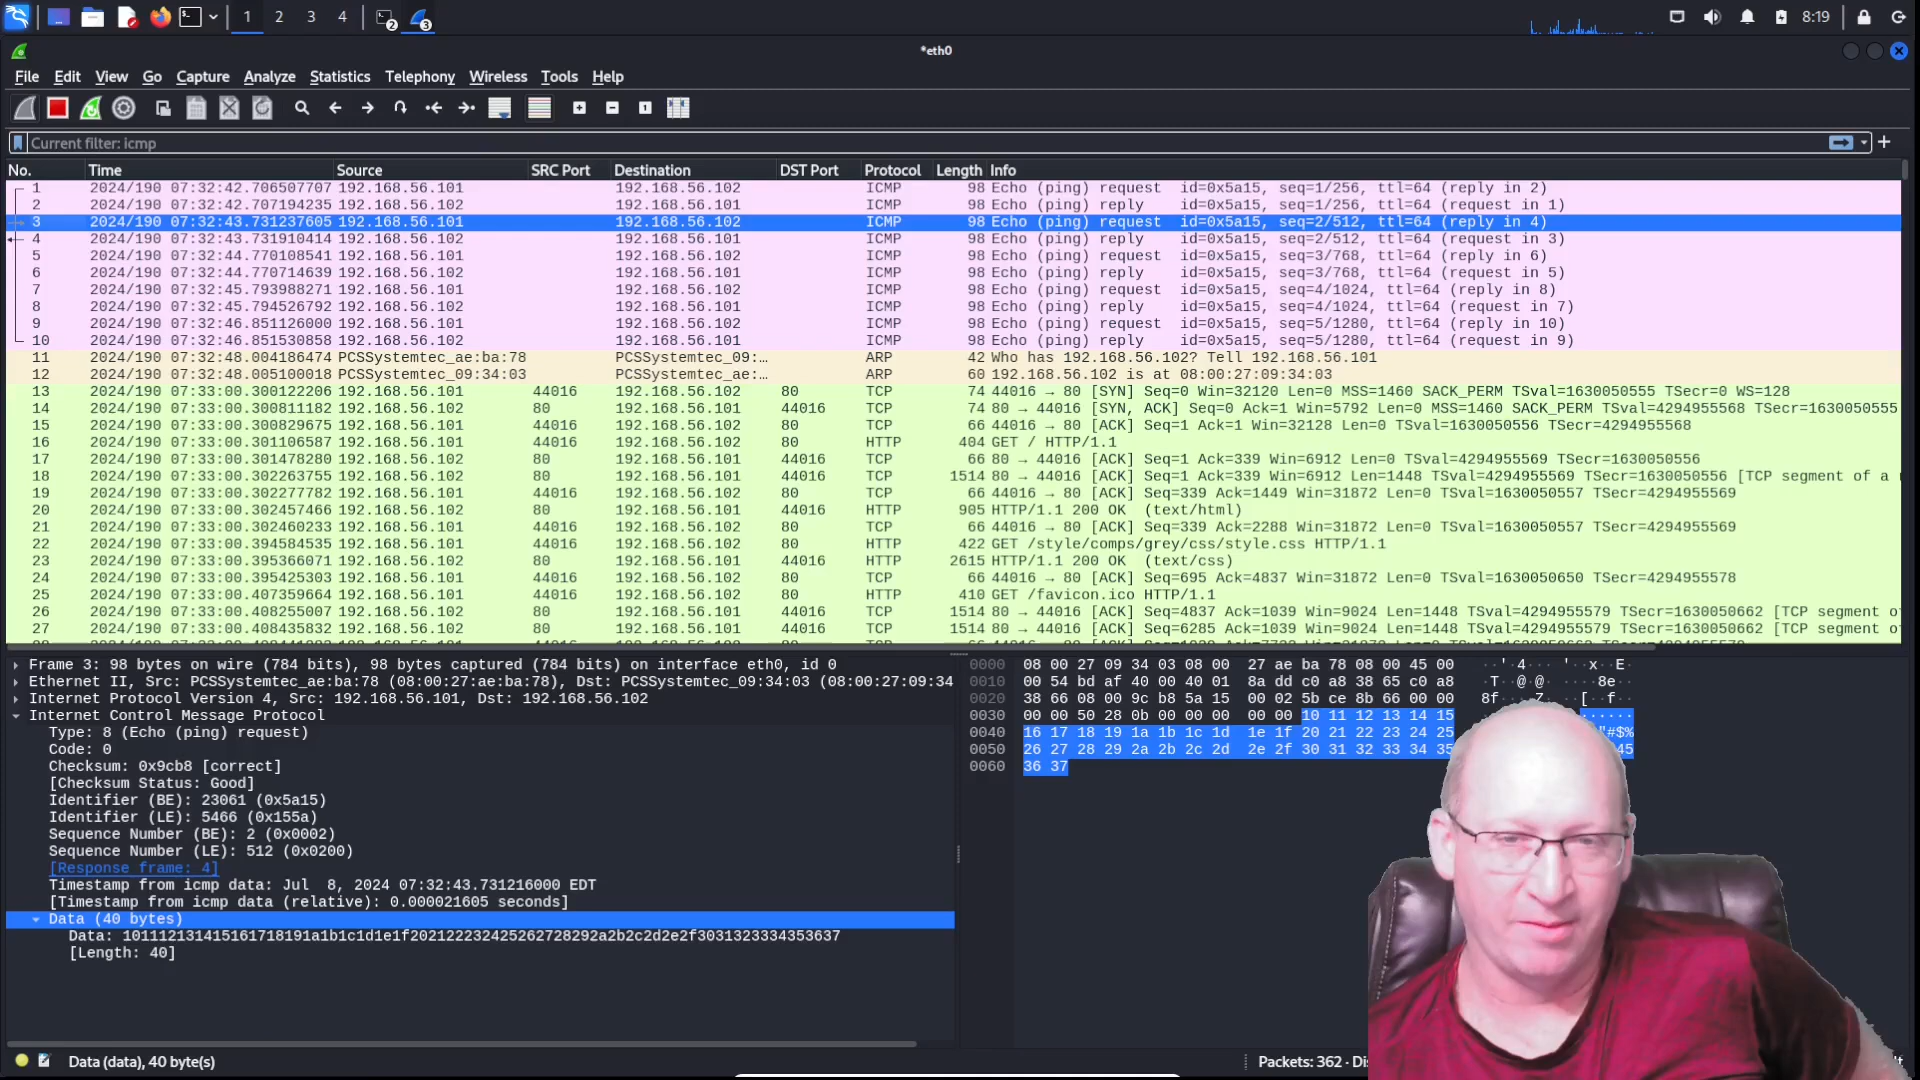 1 2 3 4 2 3 8:19
*eth0
File Edit View Go Capture Analyze Statistics Telephony Wireless Tools Help
Current filter: icmp
No. Time Source SRC Port Destination DST Port Protocol Length Info
1 2024/190 07:32:42.706507707 192.168.56.101 192.168.56.102 ICMP 98 Echo (ping) request id=0x5a15, seq=1/256, ttl=64 (reply in 2)
2 2024/190 07:32:42.707194235 192.168.56.102 192.168.56.101 ICMP 98 Echo (ping) reply id=0x5a15, seq=1/256, ttl=64 (request in 1)
3 2024/190 07:32:43.731237605 192.168.56.101 192.168.56.102 ICMP 98 Echo (ping) request id=0x5a15, seq=2/512, ttl=64 (reply in 4)
4 2024/190 07:32:43.731910414 192.168.56.102 192.168.56.101 ICMP 98 Echo (ping) reply id=0x5a15, seq=2/512, ttl=64 (request in 3)
5 2024/190 07:32:44.770108541 192.168.56.101 192.168.56.102 ICMP 98 Echo (ping) request id=0x5a15, seq=3/768, ttl=64 (reply in 6)
6 2024/190 07:32:44.770714639 192.168.56.102 192.168.56.101 ICMP 98 Echo (ping) reply id=0x5a15, seq=3/768, ttl=64 (request in 5)
7 2024/190 07:32:45.793988271 192.168.56.101 192.168.56.102 ICMP 98 Echo (ping) request id=0x5a15, seq=4/1024, ttl=64 (reply in 8)
8 2024/190 07:32:45.794526792 192.168.56.102 192.168.56.101 ICMP 98 Echo (ping) reply id=0x5a15, seq=4/1024, ttl=64 (request in 7)
9 2024/190 07:32:46.851126000 192.168.56.101 192.168.56.102 ICMP 98 Echo (ping) request id=0x5a15, seq=5/1280, ttl=64 (reply in 10)
10 2024/190 07:32:46.851530858 192.168.56.102 192.168.56.101 ICMP 98 Echo (ping) reply id=0x5a15, seq=5/1280, ttl=64 (request in 9)
11 2024/190 07:32:48.004186474 PCSSystemtec_ae:ba:78 PCSSystemtec_09:… ARP 42 Who has 192.168.56.102? Tell 192.168.56.101
12 2024/190 07:32:48.005100018 PCSSystemtec_09:34:03 PCSSystemtec_ae:… ARP 60 192.168.56.102 is at 08:00:27:09:34:03
13 2024/190 07:33:00.300122206 192.168.56.101 44016 192.168.56.102 80 TCP 74 44016 → 80 [SYN] Seq=0 Win=32120 Len=0 MSS=1460 SACK_PERM TSval=1630050555 TSecr=0 WS=128
14 2024/190 07:33:00.300811182 192.168.56.102 80 192.168.56.101 44016 TCP 74 80 → 44016 [SYN, ACK] Seq=0 Ack=1 Win=5792 Len=0 MSS=1460 SACK_PERM TSval=4294955568 TSecr=1630050555
15 2024/190 07:33:00.300829675 192.168.56.101 44016 192.168.56.102 80 TCP 66 44016 → 80 [ACK] Seq=1 Ack=1 Win=32128 Len=0 TSval=1630050556 TSecr=4294955568
16 2024/190 07:33:00.301106587 192.168.56.101 44016 192.168.56.102 80 HTTP 404 GET / HTTP/1.1
17 2024/190 07:33:00.301478280 192.168.56.102 80 192.168.56.101 44016 TCP 66 80 → 44016 [ACK] Seq=1 Ack=339 Win=6912 Len=0 TSval=4294955569 TSecr=1630050556
18 2024/190 07:33:00.302263755 192.168.56.102 80 192.168.56.101 44016 TCP 1514 80 → 44016 [ACK] Seq=1 Ack=339 Win=6912 Len=1448 TSval=4294955569 TSecr=1630050556 [TCP segment of a
19 2024/190 07:33:00.302277782 192.168.56.101 44016 192.168.56.102 80 TCP 66 44016 → 80 [ACK] Seq=339 Ack=1449 Win=31872 Len=0 TSval=1630050557 TSecr=4294955569
20 2024/190 07:33:00.302457466 192.168.56.102 80 192.168.56.101 44016 HTTP 905 HTTP/1.1 200 OK (text/html)
21 2024/190 07:33:00.302460233 192.168.56.101 44016 192.168.56.102 80 TCP 66 44016 → 80 [ACK] Seq=339 Ack=2288 Win=31872 Len=0 TSval=1630050557 TSecr=4294955569
22 2024/190 07:33:00.394584535 192.168.56.101 44016 192.168.56.102 80 HTTP 422 GET /style/comps/grey/css/style.css HTTP/1.1
23 2024/190 07:33:00.395366071 192.168.56.102 80 192.168.56.101 44016 HTTP 2615 HTTP/1.1 200 OK (text/css)
24 2024/190 07:33:00.395425303 192.168.56.101 44016 192.168.56.102 80 TCP 66 44016 → 80 [ACK] Seq=695 Ack=4837 Win=31872 Len=0 TSval=1630050650 TSecr=4294955578
25 2024/190 07:33:00.407359664 192.168.56.101 44016 192.168.56.102 80 HTTP 410 GET /favicon.ico HTTP/1.1
26 2024/190 07:33:00.408255007 192.168.56.102 80 192.168.56.101 44016 TCP 1514 80 → 44016 [ACK] Seq=4837 Ack=1039 Win=9024 Len=1448 TSval=4294955579 TSecr=1630050662 [TCP segment
27 2024/190 07:33:00.408435832 192.168.56.102 80 192.168.56.101 44016 TCP 1514 80 → 44016 [ACK] Seq=6285 Ack=1039 Win=9024 Len=1448 TSval=4294955579 TSecr=1630050662 [TCP segment
Frame 3: 98 bytes on wire (784 bits), 98 bytes captured (784 bits) on interface eth0, id 0
Ethernet II, Src: PCSSystemtec_ae:ba:78 (08:00:27:ae:ba:78), Dst: PCSSystemtec_09:34:03 (08:00:27:09:34
Internet Protocol Version 4, Src: 192.168.56.101, Dst: 192.168.56.102
Internet Control Message Protocol
Type: 8 (Echo (ping) request)
Code: 0
Checksum: 0x9cb8 [correct]
[Checksum Status: Good]
Identifier (BE): 23061 (0x5a15)
Identifier (LE): 5466 (0x155a)
Sequence Number (BE): 2 (0x0002)
Sequence Number (LE): 512 (0x0200)
[Response frame: 4]
Timestamp from icmp data: Jul 8, 2024 07:32:43.731216000 EDT
[Timestamp from icmp data (relative): 0.000021605 seconds]
Data (40 bytes)
Data: 101112131415161718191a1b1c1d1e1f202122232425262728292a2b2c2d2e2f3031323334353637
[Length: 40]
0000 08 00 27 09 34 03 08 00 27 ae ba 78 08 00 45 00 ··'·4··· '··x··E·
0010 00 54 bd af 40 00 40 01 8a dd c0 a8 38 65 c0 a8 ·T··@·@· ····8e··
0020 38 66 08 00 9c b8 5a 15 00 02 5b ce 8b 66 00 00 8f····Z· ··[··f··
0030 00 00 50 28 0b 00 00 00 00 00 10 11 12 13 14 15
0040 16 17 18 19 1a 1b 1c 1d 1e 1f 20 21 22 23 24 25 "#$%
0050 26 27 28 29 2a 2b 2c 2d 2e 2f 30 31 32 33 34 35 45
0060 36 37
Data (data), 40 byte(s) Packets: 362 ·